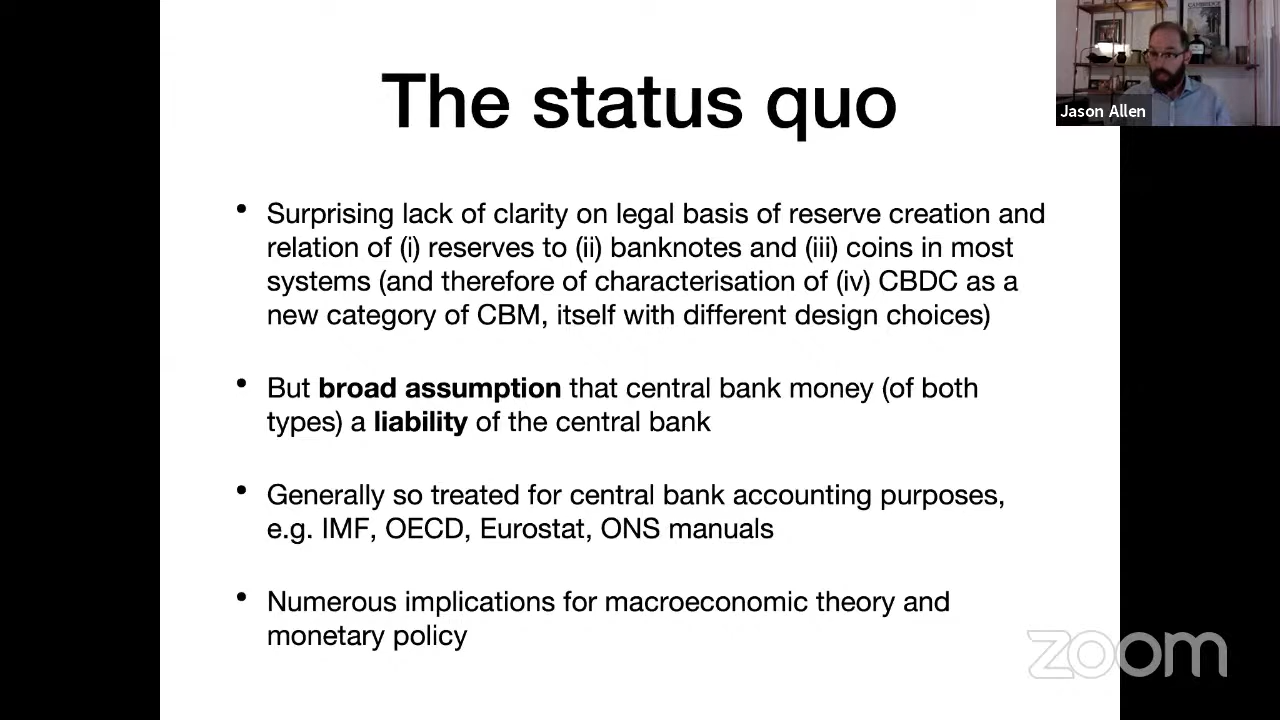 The status quo
Jason Allen
• Surprising lack of clarity on legal basis of reserve creation and
relation of (i) reserves to (ii) banknotes and (iii) coins in most
systems (and therefore of characterisation of (iv) CBDC as a
new category of CBM, itself with different design choices)
• But broad assumption that central bank money (of both
types) a liability of the central bank
• Generally so treated for central bank accounting purposes,
e.g. IMF, OECD, Eurostat, ONS manuals
• Numerous implications for macroeconomic theory and
monetary policy
zoom
CAMBRIDGE